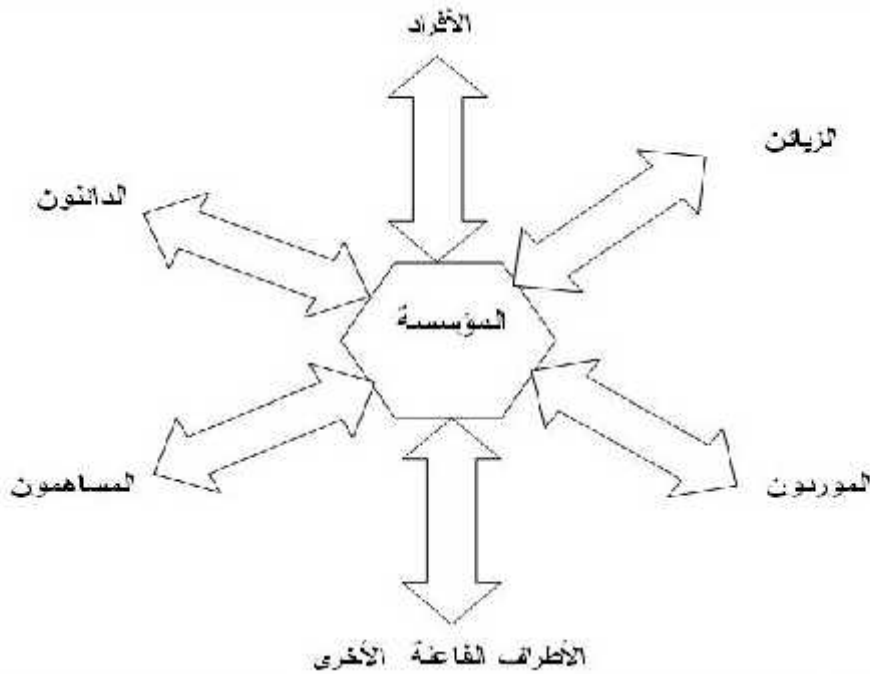 الأفراد
الزبائن
الدائنون
المؤسسة
المساهمون
الموردون
الأطراف الفاعلة الأخرى